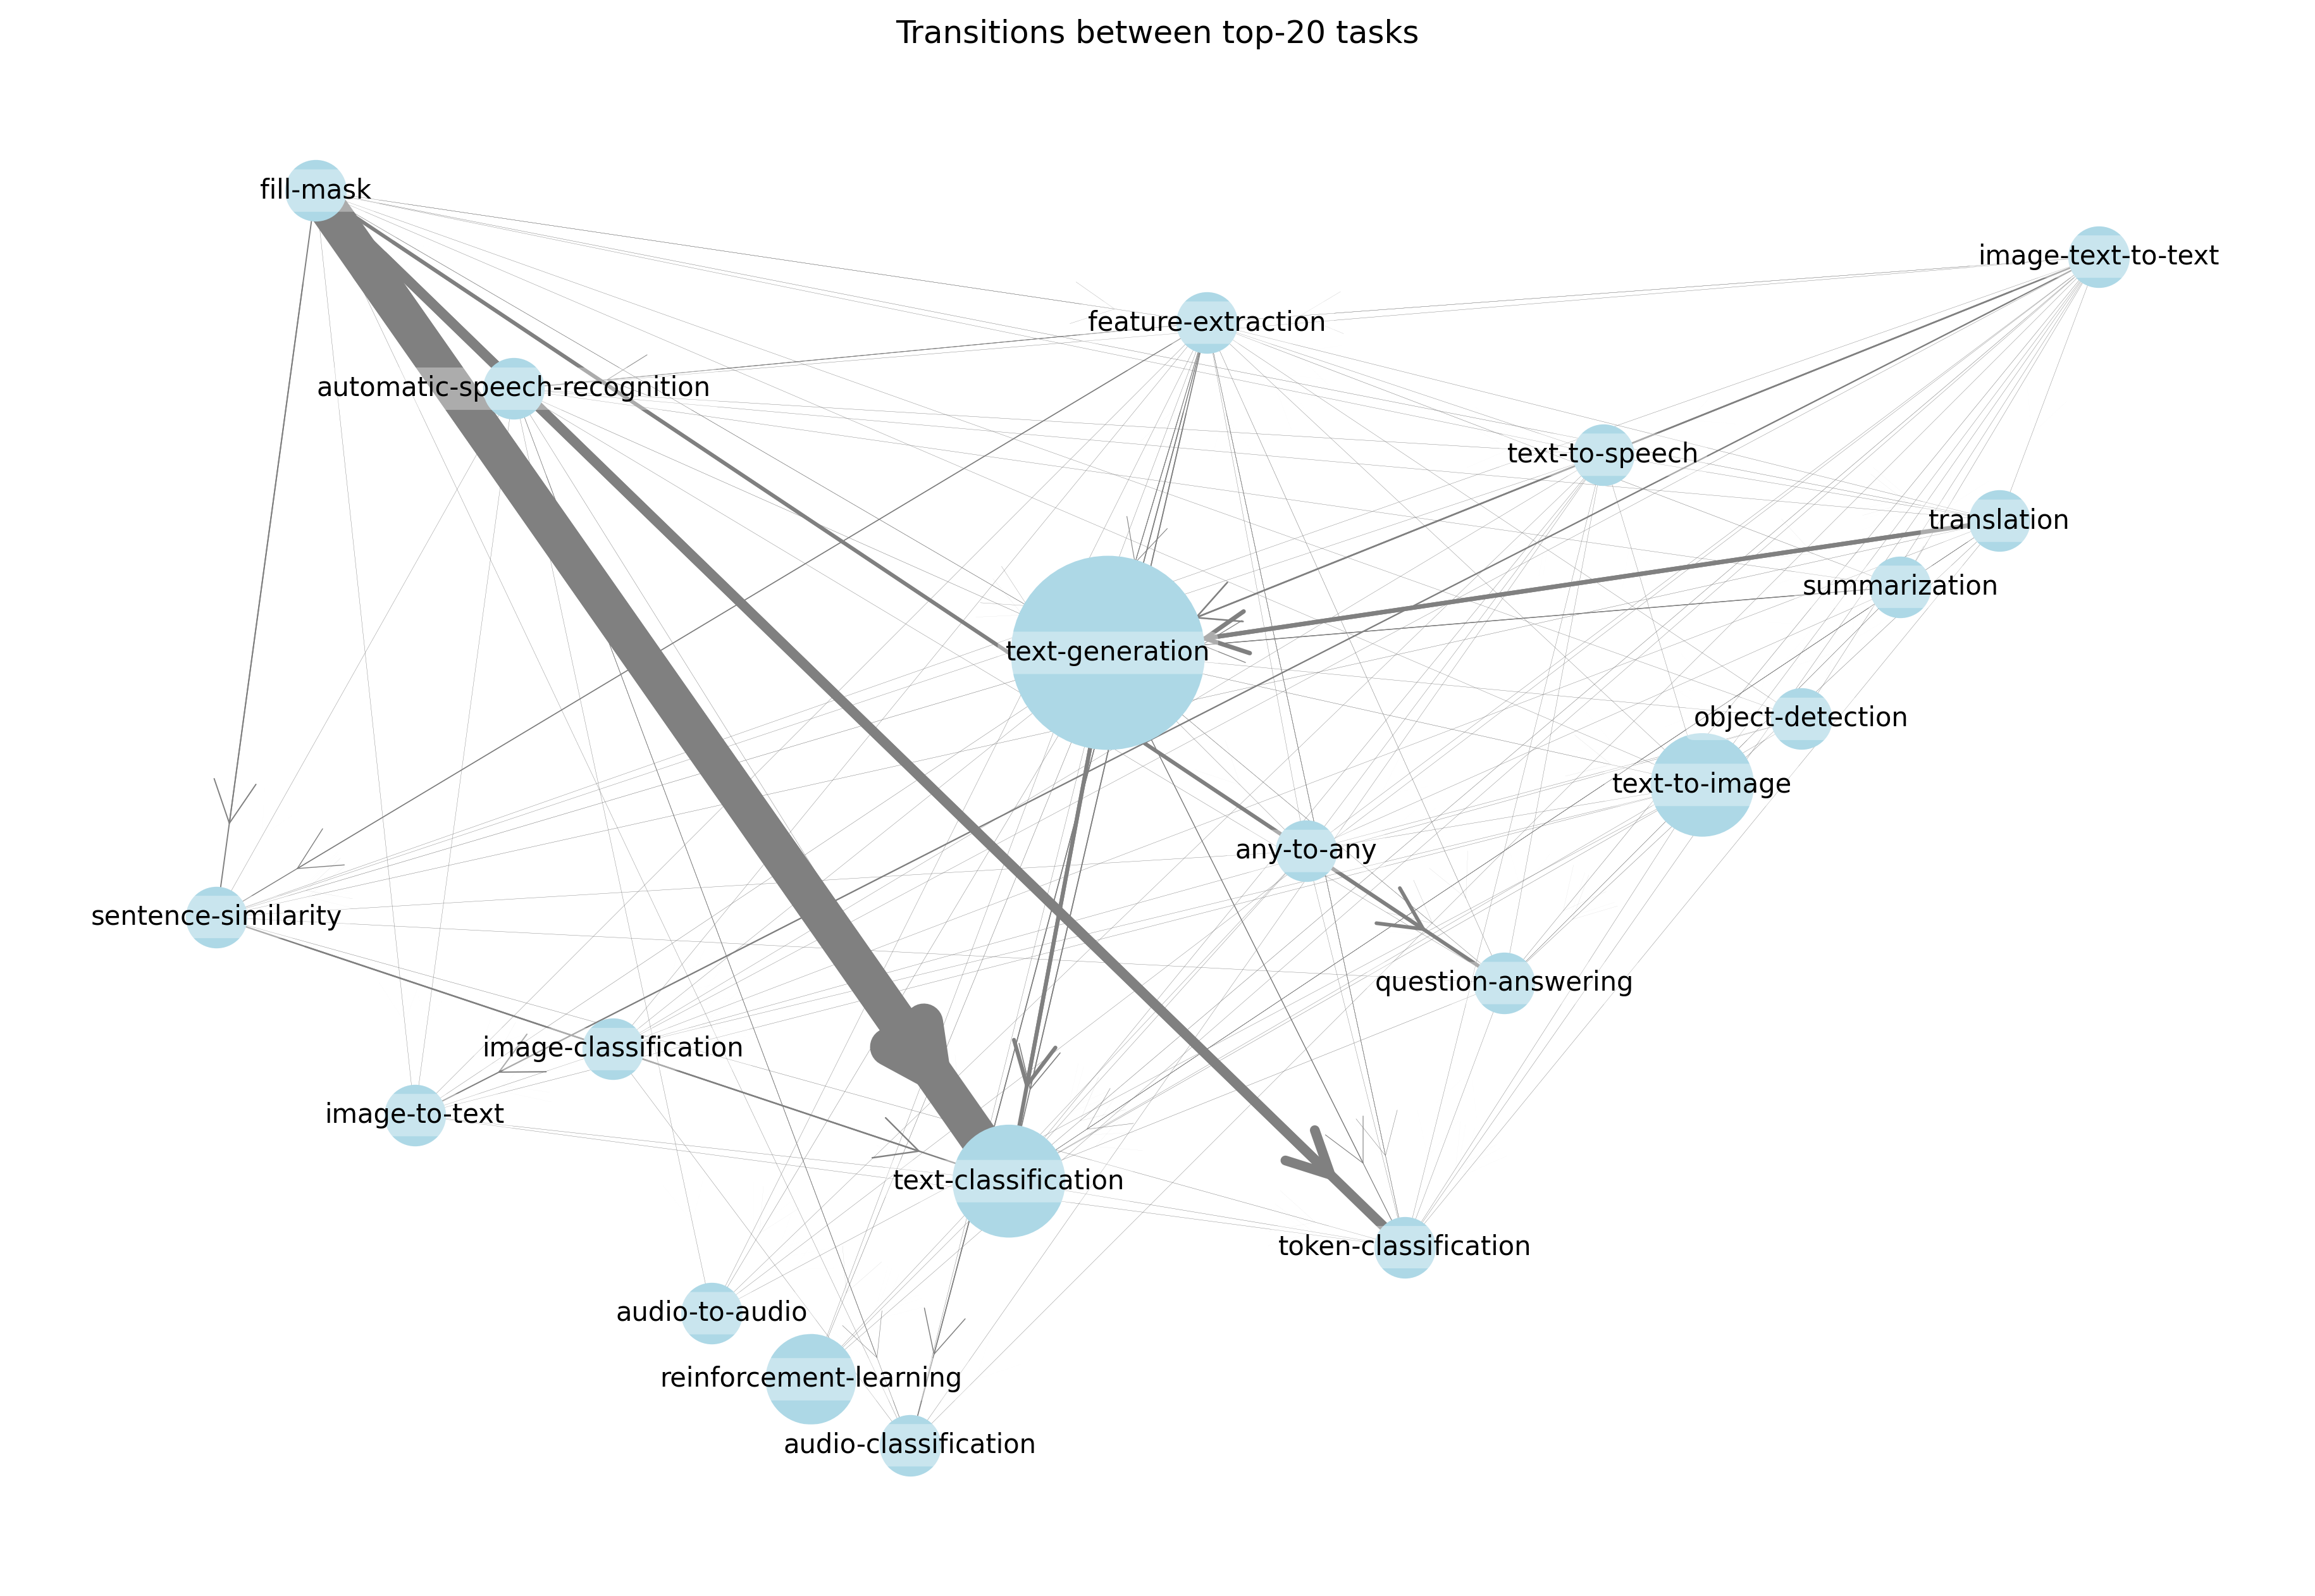 Transitions between top-20 tasks
fill-mask
image-text-to-text
feature-extraction
automatic-speech-recognition
text-to-speech
translation
summarization
text-generation
object-detection
text-to-image
any-to-any
sentence-similarity
question-answering
image-classification
image-to-text
text-classification
token-classification
audio-to-audio
reinforcement-learning
audio-classification